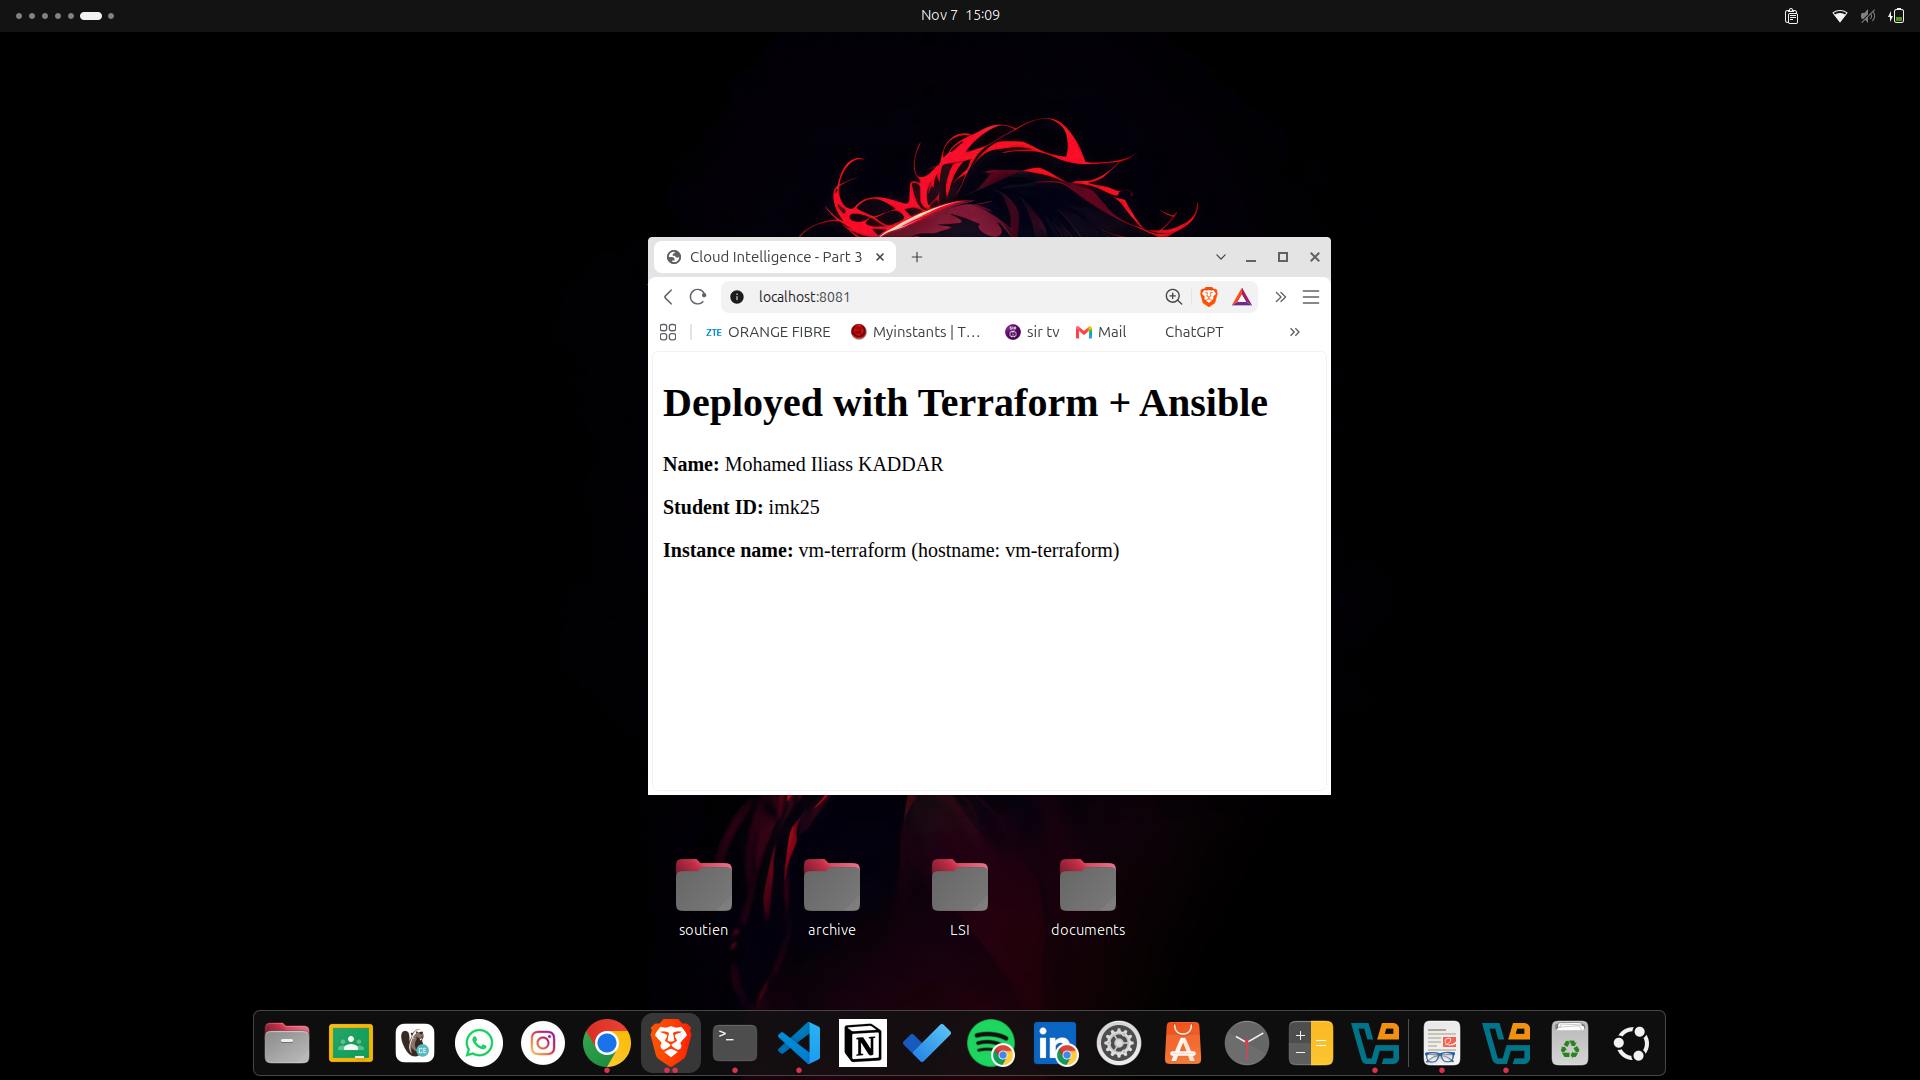 Nov 7 15:09
Cloud Intelligence - Part 3
localhost:8081
ZTE ORANGE FIBRE
Myinstants | T...
sir tv
Mail
ChatGPT
Deployed with Terraform + Ansible
Name: Mohamed Iliass KADDAR
Student ID: imk25
Instance name: vm-terraform (hostname: vm-terraform)
soutien
archive
LSI
documents